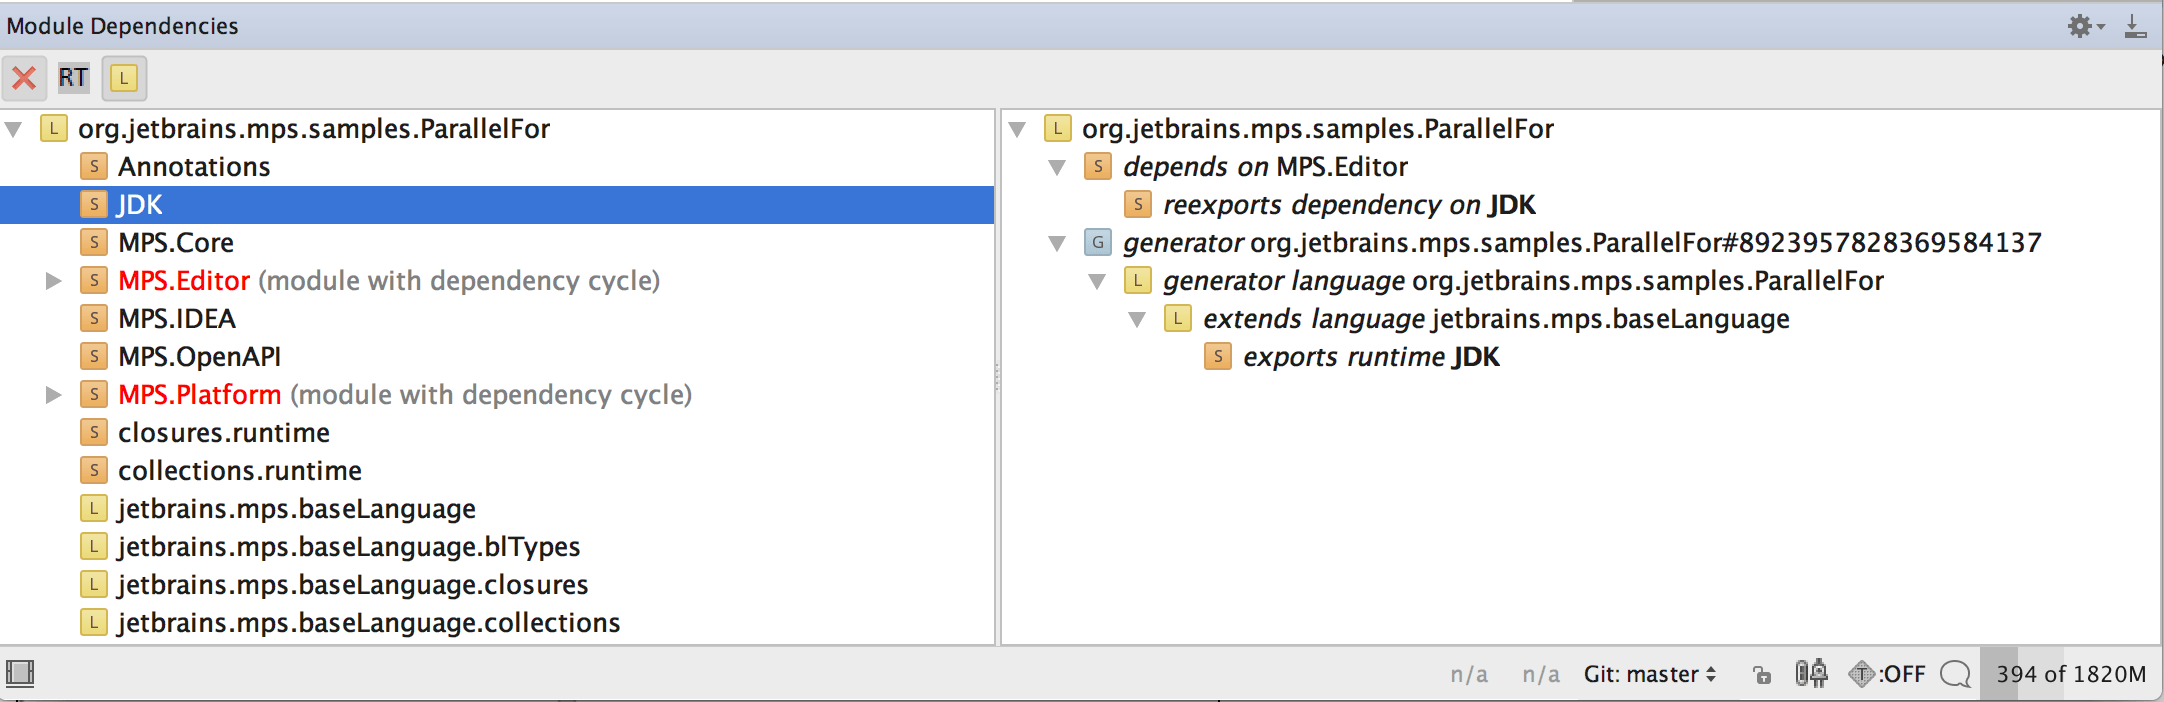 Module Dependencies
RT L
L org.jetbrains.mps.samples.ParallelFor
S Annotations
S JDK
S MPS.Core
S MPS.Editor (module with dependency cycle)
S MPS.IDEA
S MPS.OpenAPI
S MPS.Platform (module with dependency cycle)
S closures.runtime
S collections.runtime
L jetbrains.mps.baseLanguage
L jetbrains.mps.baseLanguage.blTypes
L jetbrains.mps.baseLanguage.closures
L jetbrains.mps.baseLanguage.collections
L org.jetbrains.mps.samples.ParallelFor
S depends on MPS.Editor
S reexports dependency on JDK
G generator org.jetbrains.mps.samples.ParallelFor#8923957828369584137
L generator language org.jetbrains.mps.samples.ParallelFor
L extends language jetbrains.mps.baseLanguage
S exports runtime JDK
n/a n/a Git: master T :OFF 394 of 1820M